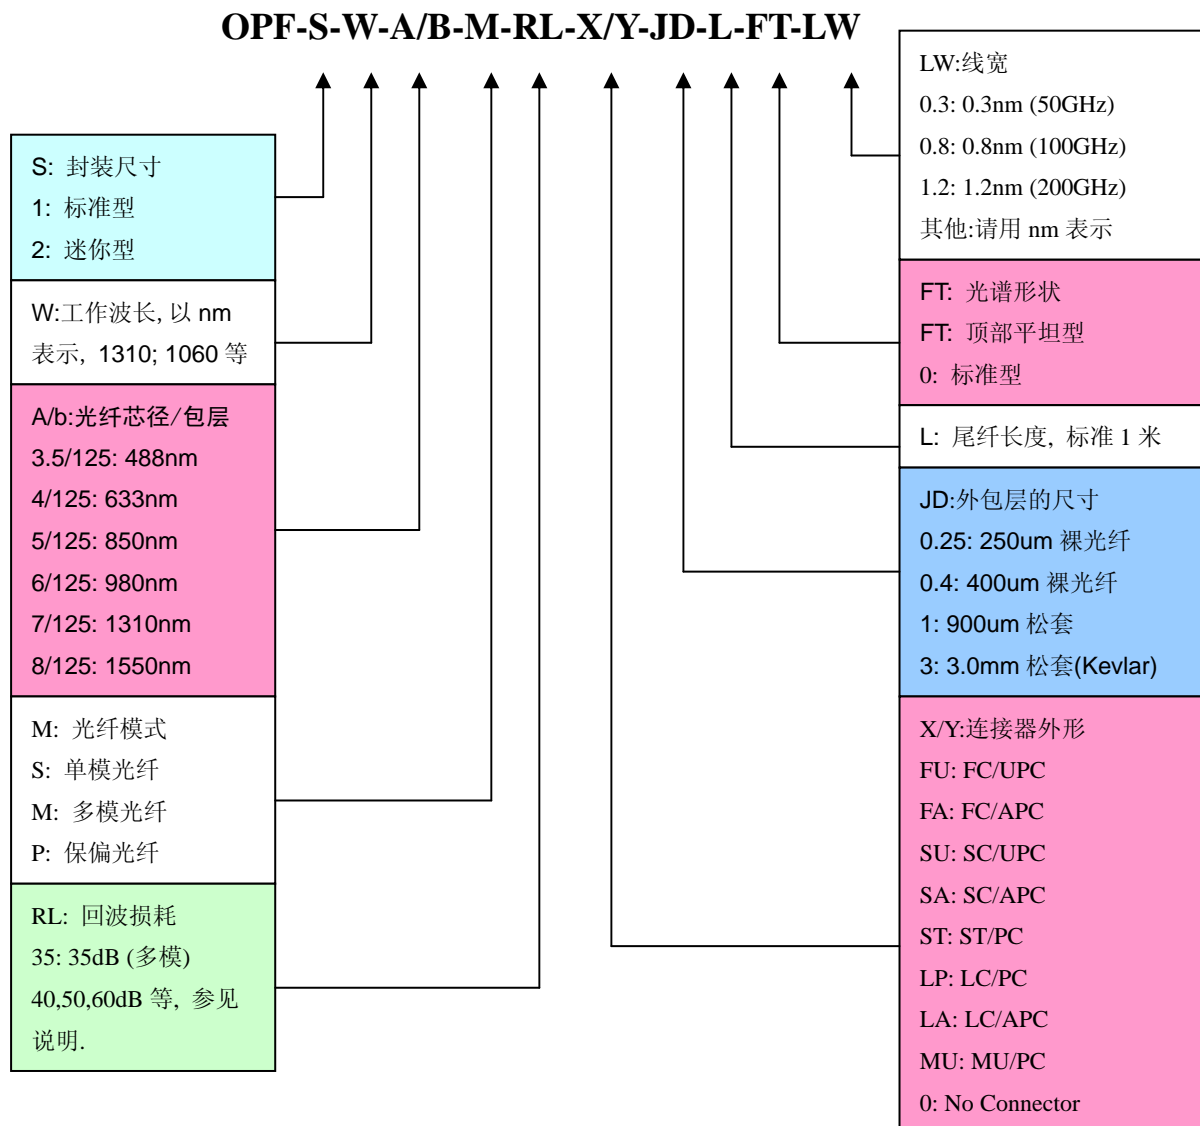 OPF-S-W-A/B-M-RL-X/Y-JD-L-FT-LW
S: 封装尺寸
1: 标准型
2: 迷你型
W:工作波长, 以 nm
表示, 1310; 1060 等
A/b:光纤芯径/包层
3.5/125: 488nm
4/125: 633nm
5/125: 850nm
6/125: 980nm
7/125: 1310nm
8/125: 1550nm
M: 光纤模式
S: 单模光纤
M: 多模光纤
P: 保偏光纤
RL: 回波损耗
35: 35dB (多模)
40,50,60dB 等, 参见
说明.
LW:线宽
0.3: 0.3nm (50GHz)
0.8: 0.8nm (100GHz)
1.2: 1.2nm (200GHz)
其他:请用 nm 表示
FT: 光谱形状
FT: 顶部平坦型
0: 标准型
L: 尾纤长度, 标准 1 米
JD:外包层的尺寸
0.25: 250um 裸光纤
0.4: 400um 裸光纤
1: 900um 松套
3: 3.0mm 松套(Kevlar)
X/Y:连接器外形
FU: FC/UPC
FA: FC/APC
SU: SC/UPC
SA: SC/APC
ST: ST/PC
LP: LC/PC
LA: LC/APC
MU: MU/PC
0: No Connector